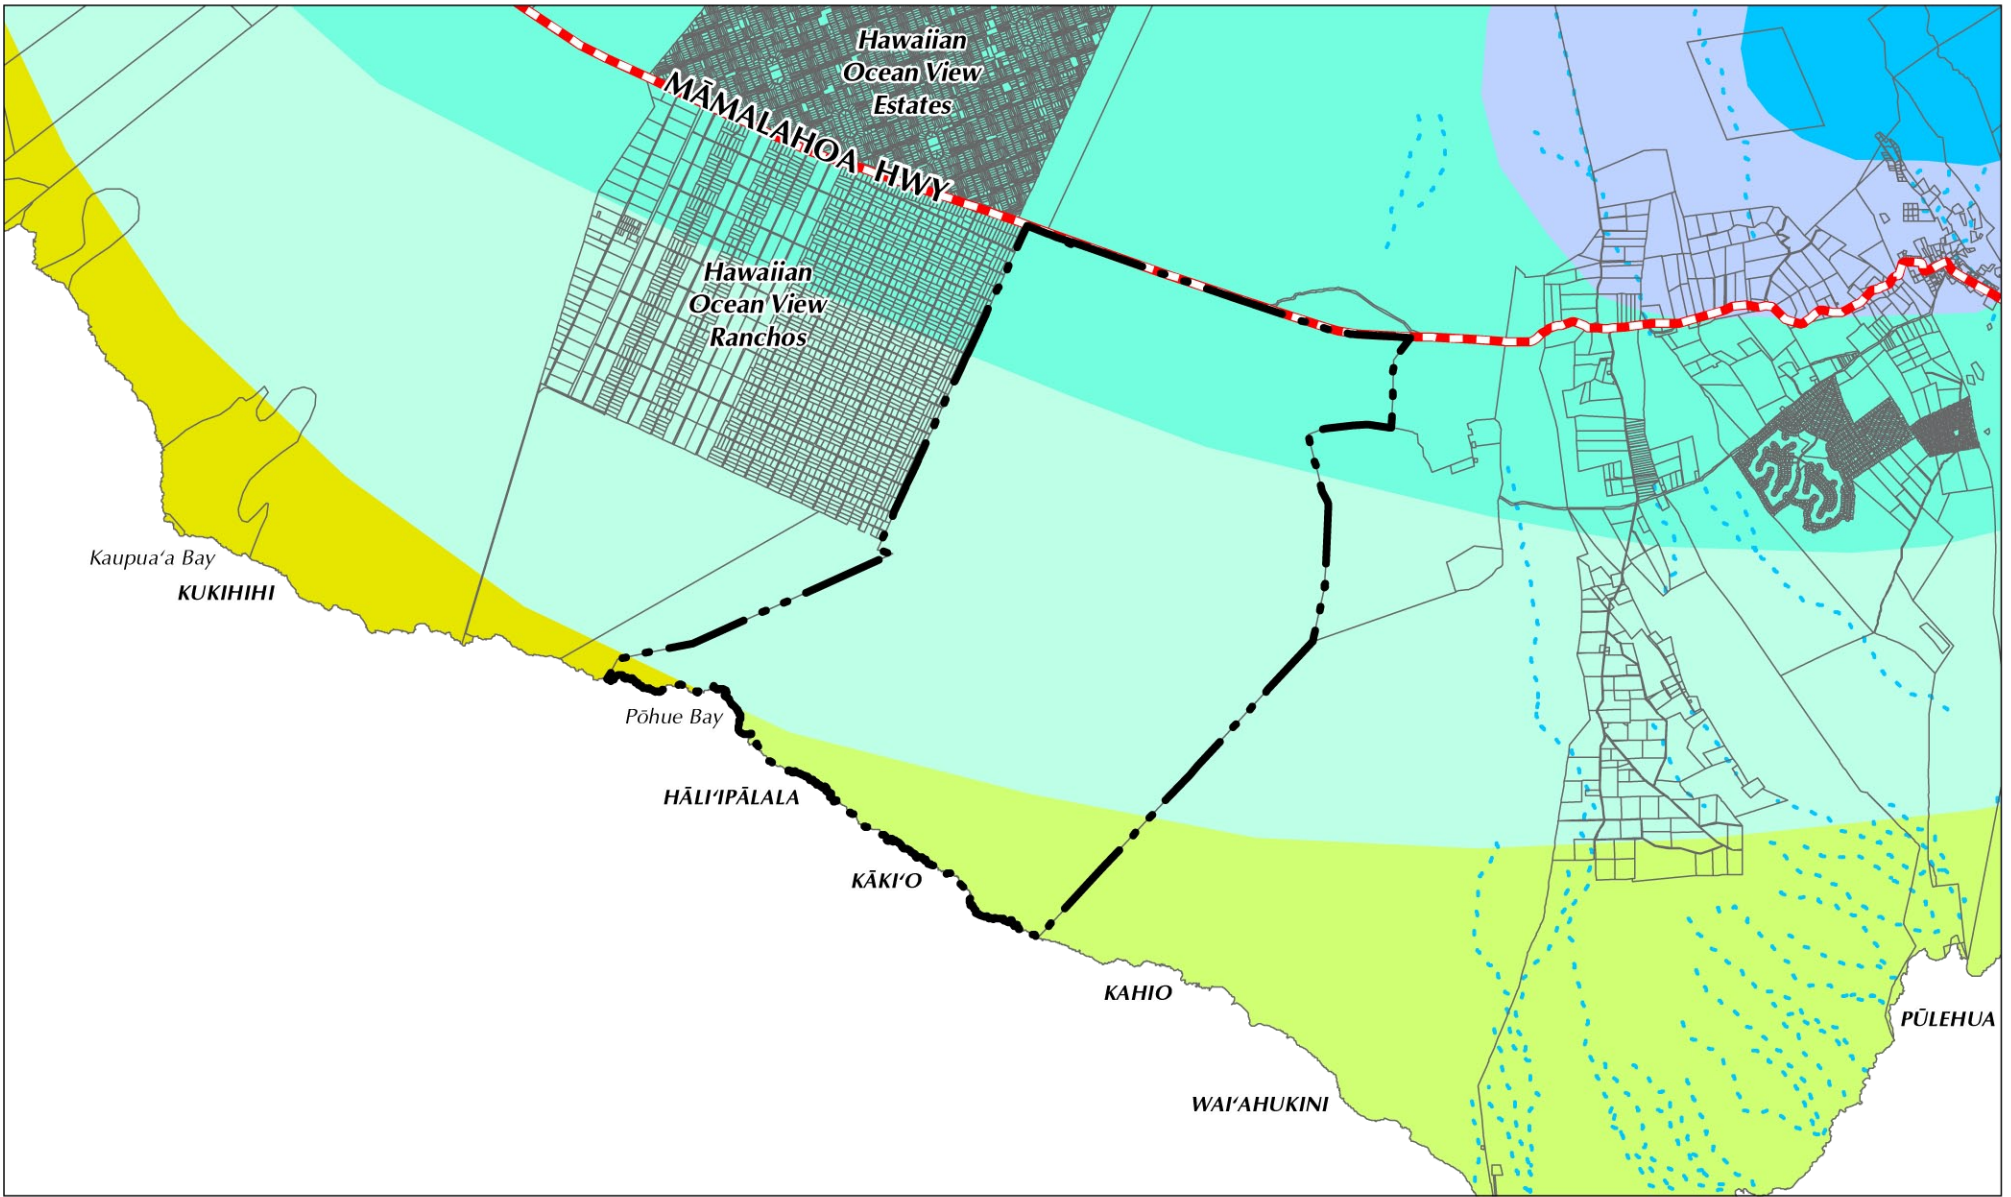 Hawaiian
Ocean View
Estates
MĀMALAHOA HWY
Hawaiian
Ocean View
Ranchos
Kaupuaʻa Bay
KUKIHIHI
Pōhue Bay
HĀLIʻIPĀLALA
KĀKIʻO
KAHIO
PŪLEHUA
WAIʻAHUKINI